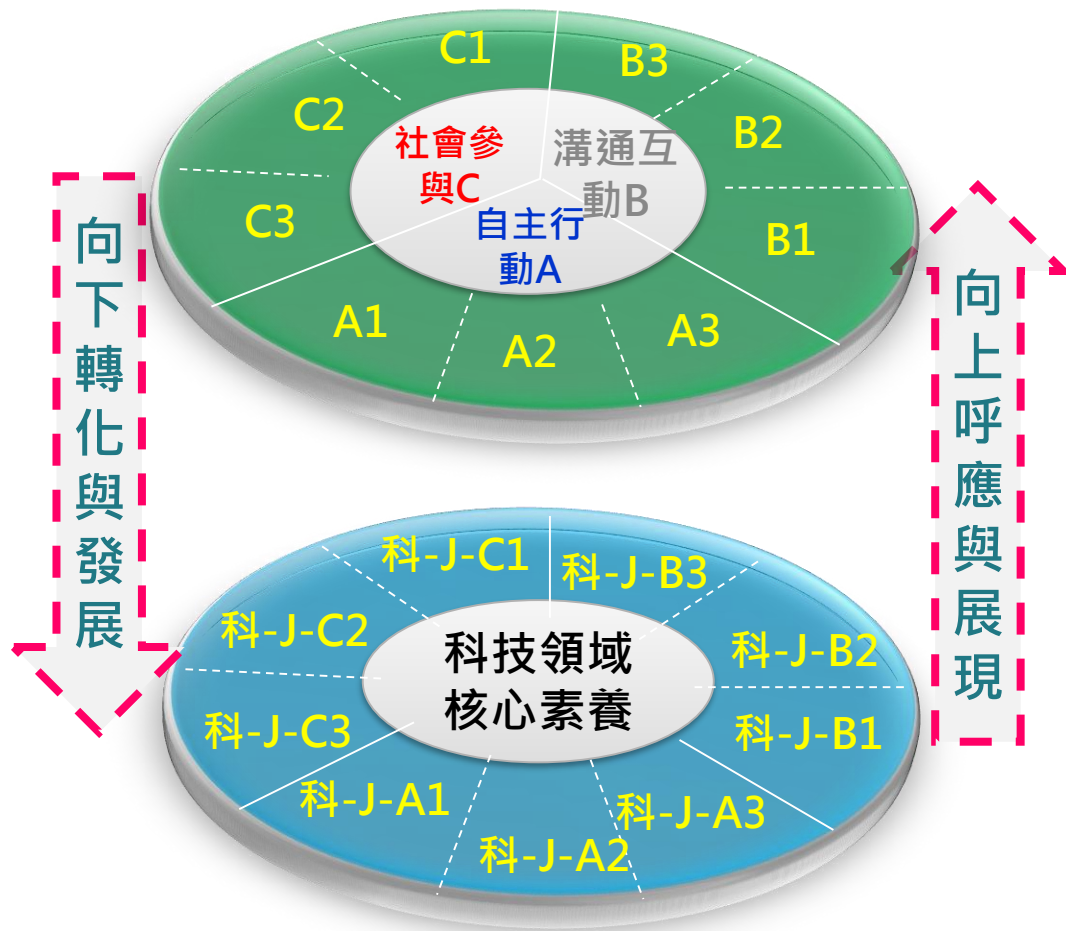 C1
B3
C2
B2
社會參
與C
溝通互
動B
C3
B1
自主行
動A
A1
A2
A3
向下轉化與發展
向上呼應與展現
科-J-C1
科-J-B3
科-J-C2
科-J-B2
科技領域
核心素養
科-J-C3
科-J-B1
科-J-A1
科-J-A3
科-J-A2